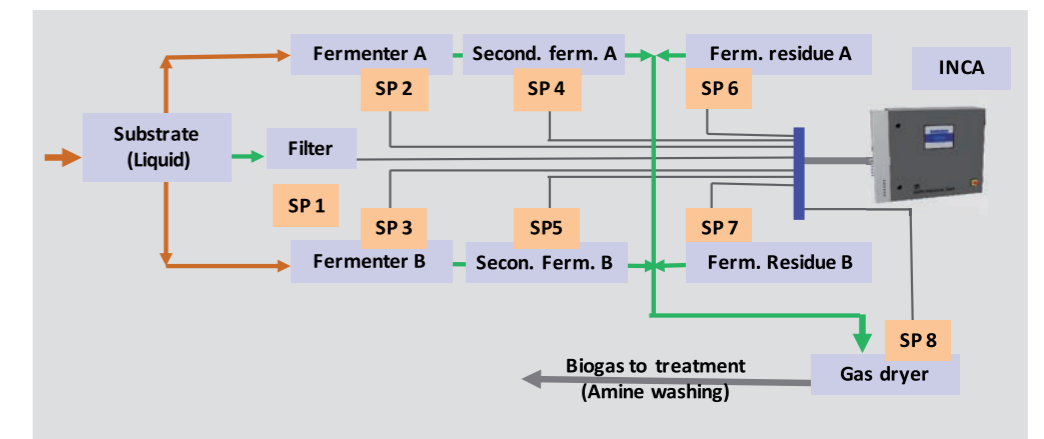 Fermenter A
Second. ferm. A
Ferm. residue A
INCA
SP 2
SP 4
SP 6
Substrate
(Liquid)
Filter
SP 1
SP 3
SP5
SP 7
Fermenter B
Secon. Ferm. B
Ferm. Residue B
SP 8
Biogas to treatment
(Amine washing)
Gas dryer